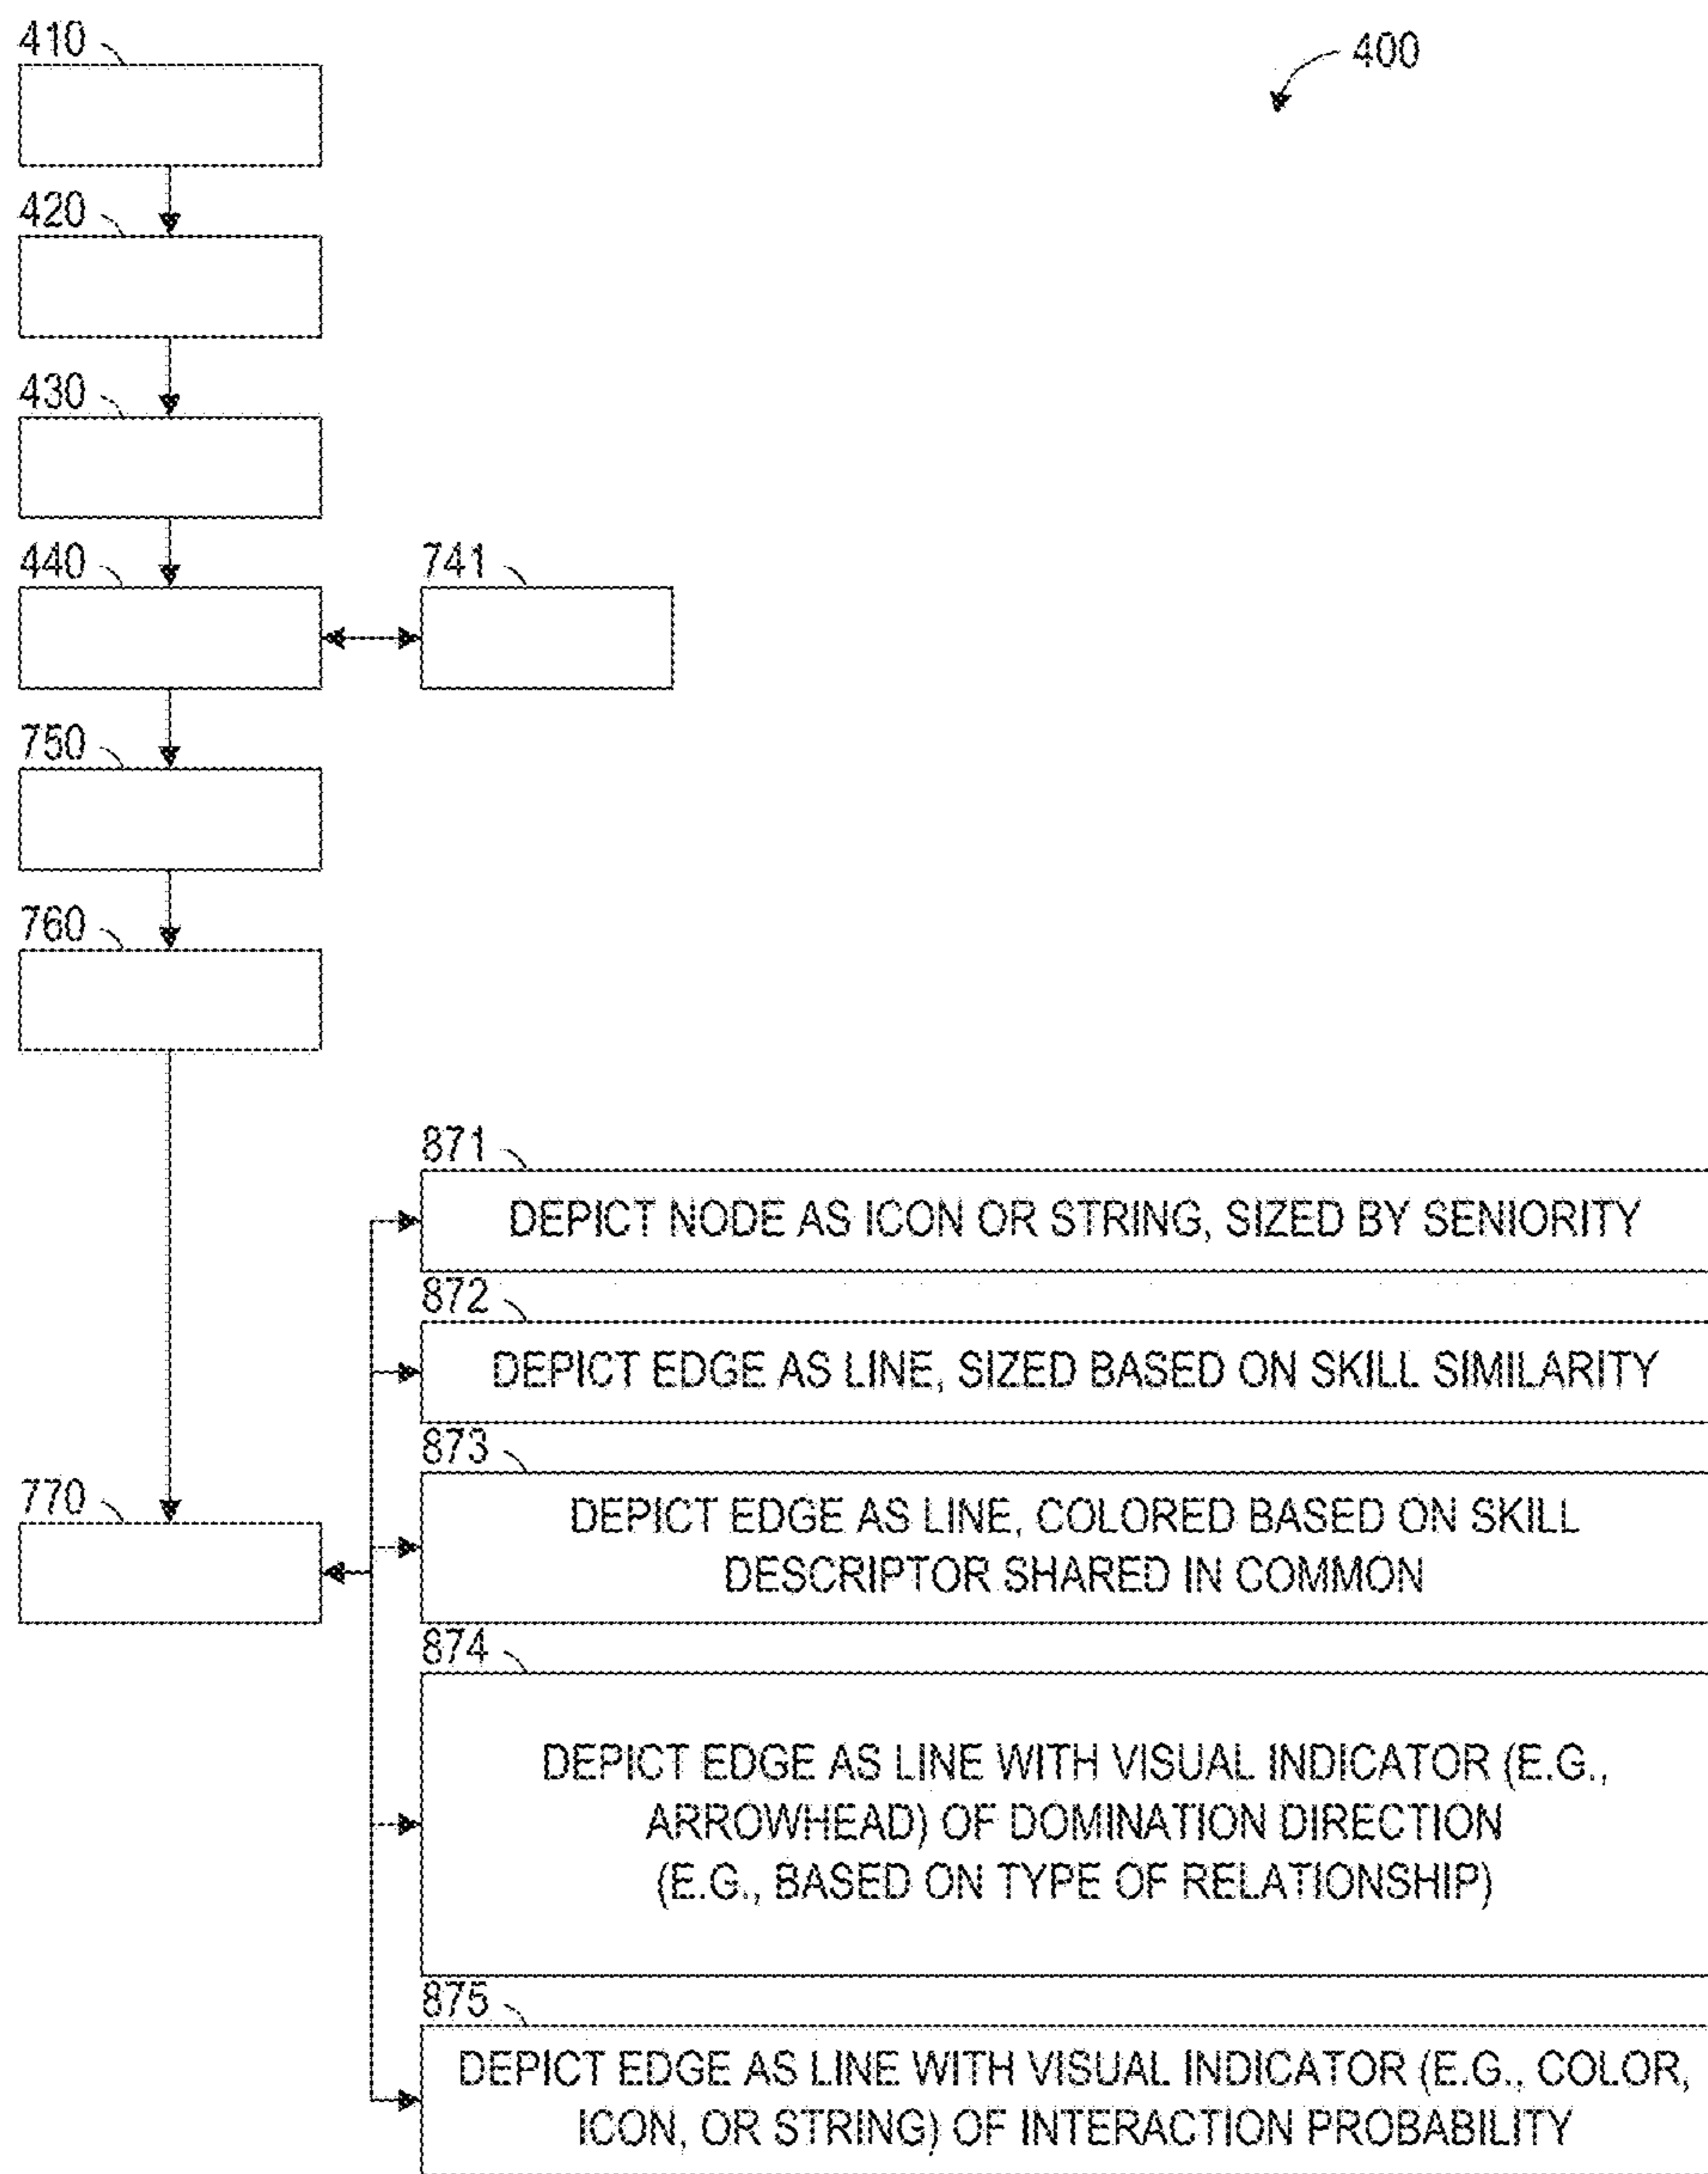 410
400
420
430
440
741
750
760
871
DEPICT NODE AS ICON OR STRING, SIZED BY SENIORITY
872
DEPICT EDGE AS LINE, SIZED BASED ON SKILL SIMILARITY
873
DEPICT EDGE AS LINE, COLORED BASED ON SKILL
DESCRIPTOR SHARED IN COMMON
770
874
DEPICT EDGE AS LINE WITH VISUAL INDICATOR (E.G.,
ARROWHEAD) OF DOMINATION DIRECTION
(E.G., BASED ON TYPE OF RELATIONSHIP)
875
DEPICT EDGE AS LINE WITH VISUAL INDICATOR (E.G., COLOR,
ICON, OR STRING) OF INTERACTION PROBABILITY